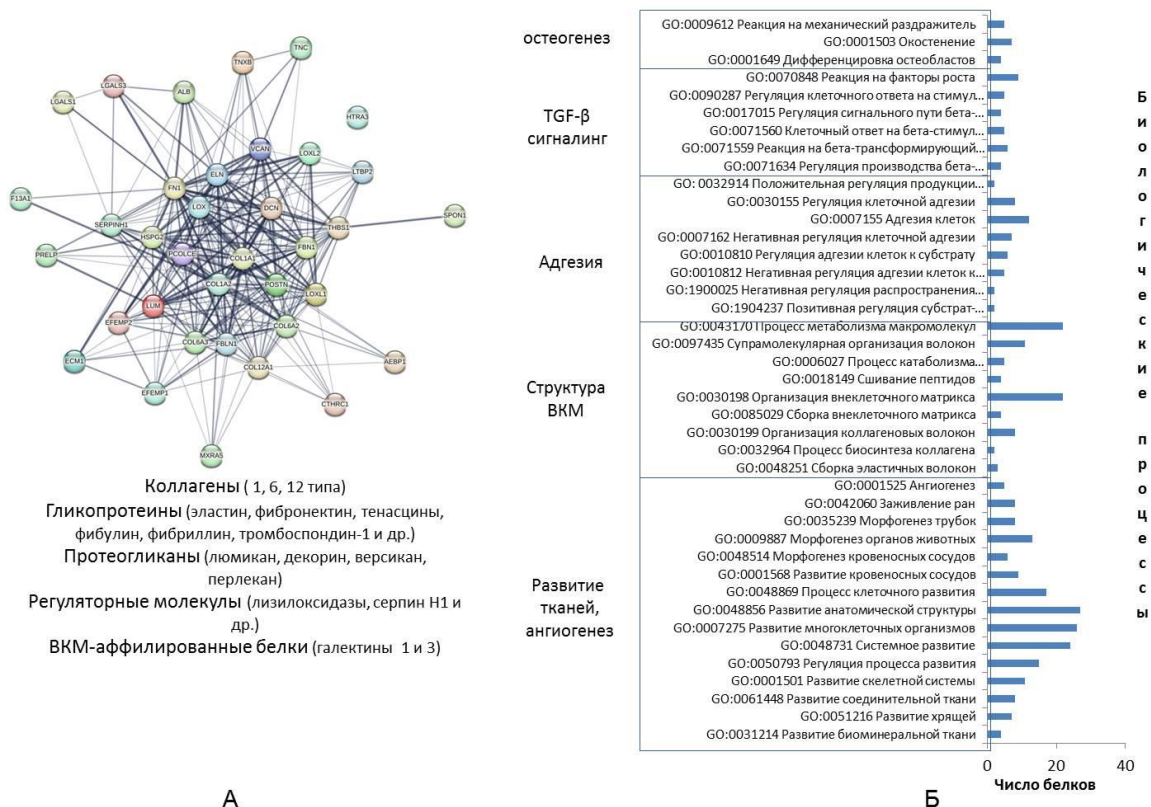 TNC
TNXB
LGALS3
ALB
LGALS1
HTRA3
VCAN
LOXL2
ELN
LTBP2
FN1
F13A1
LOX
DCN
SPON1
SERPINH1
THBS1
HSPG2
FBN1
PRELP
PCOLCE
COL1A1
COL1A2
POSTN
LOXL1
LUM
EFEMP2
COL6A2
COL6A3
FBLN1
ECM1
COL12A1
AEBP1
EFEMP1
CTHRC1
MXRA5
Коллагены ( 1, 6, 12 типа)
Гликопротеины (эластин, фибронектин, тенасцины,
фибулин, фибриллин, тромбоспондин-1 и др.)
Протеогликаны (люмикан, декорин, версикан,
перлекан)
Регуляторные молекулы (лизилоксидазы, серпин H1 и
др.)
ВКМ-аффилированные белки (галектины 1 и 3)
А
остеогенез
GO:0009612 Реакция на механический раздражитель
GO:0001503 Окостенение
GO:0001649 Дифференцировка остеобластов
TGF-β
сигналинг
GO:0070848 Реакция на факторы роста
GO:0090287 Регуляция клеточного ответа на стимул...
GO:0017015 Регуляция сигнального пути бета-...
GO:0071560 Клеточный ответ на бета-стимул...
GO:0071559 Реакция на бета-трансформирующий...
GO:0071634 Регуляция производства бета-...
Адгезия
GO: 0032914 Положительная регуляция продукции...
GO:0030155 Регуляция клеточной адгезии
GO:0007155 Адгезия клеток
GO:0007162 Негативная регуляция клеточной адгезии
GO:0010810 Регуляция адгезии клеток к субстрату
GO:0010812 Негативная регуляция адгезии клеток к...
GO:1900025 Негативная регуляция распространения...
GO:1904237 Позитивная регуляция субстрат-...
Структура
ВКМ
GO:0043170 Процесс метаболизма макромолекул
GO:0097435 Супрамолекулярная организация волокон
GO:0006027 Процесс катаболизма...
GO:0018149 Сшивание пептидов
GO:0030198 Организация внеклеточного матрикса
GO:0085029 Сборка внеклеточного матрикса
GO:0030199 Организация коллагеновых волокон
GO:0032964 Процесс биосинтеза коллагена
GO:0048251 Сборка эластичных волокон
Развитие
тканей,
ангиогенез
GO:0001525 Ангиогенез
GO:0042060 Заживление ран
GO:0035239 Морфогенез трубок
GO:0009887 Морфогенез органов животных
GO:0048514 Морфогенез кровеносных сосудов
GO:0001568 Развитие кровеносных сосудов
GO:0048869 Процесс клеточного развития
GO:0048856 Развитие анатомической структуры
GO:0007275 Развитие многоклеточных организмов
GO:0048731 Системное развитие
GO:0050793 Регуляция процесса развития
GO:0001501 Развитие скелетной системы
GO:0061448 Развитие соединительной ткани
GO:0051216 Развитие хрящей
GO:0031214 Развитие биоминеральной ткани
0 20 40
Число белков
Биологические процессы
Б